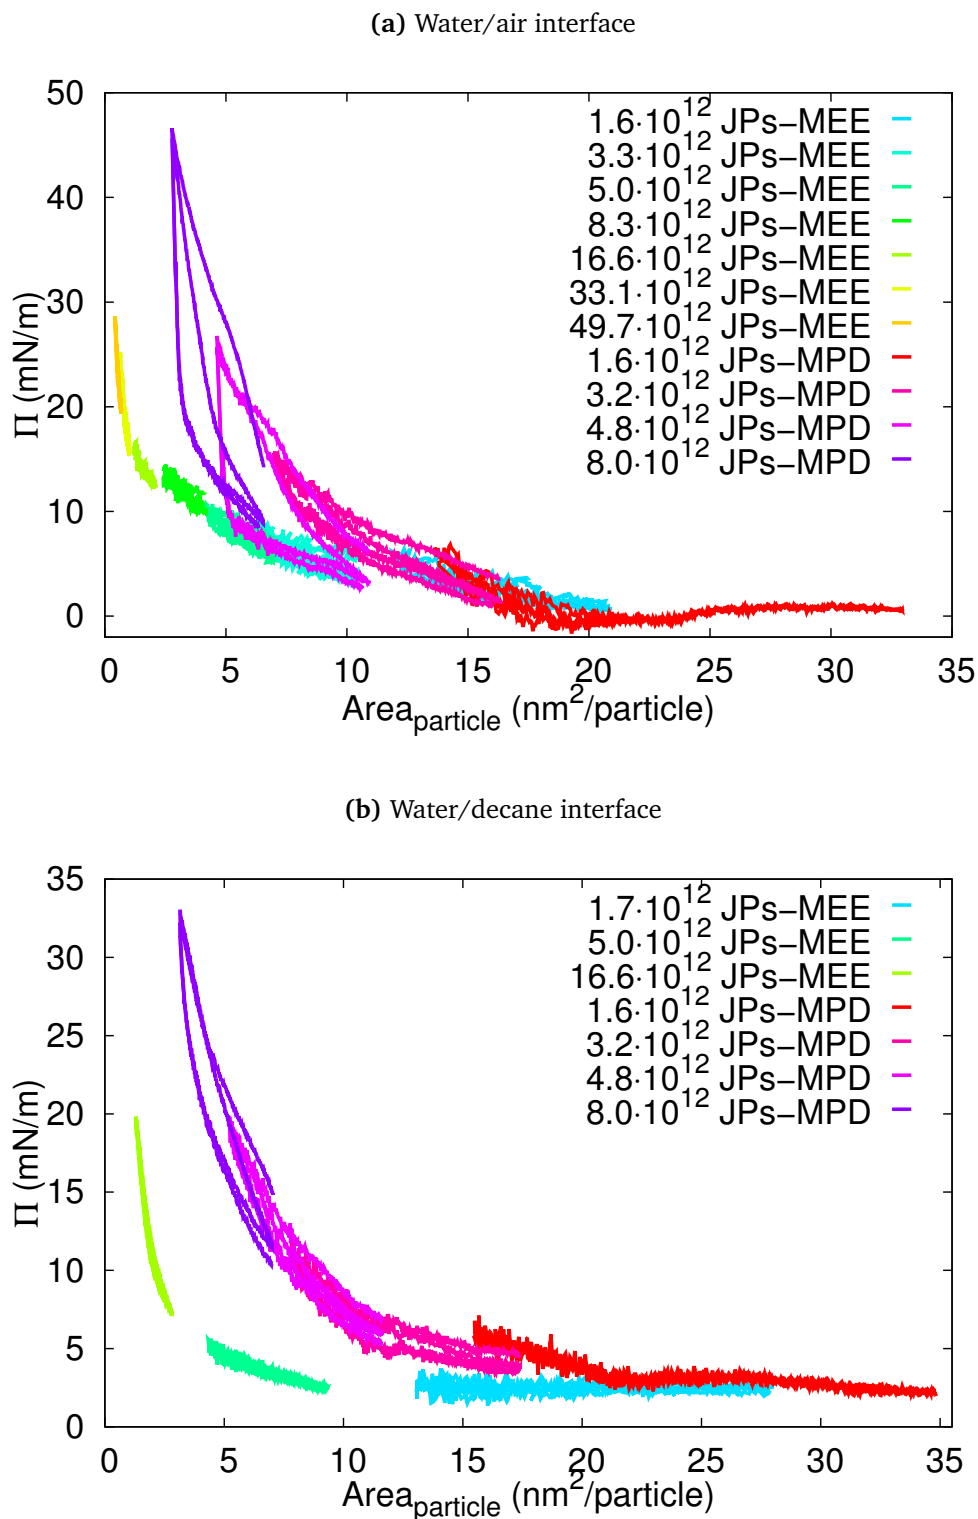 (a) Water/air interface
50
40
30
20
10
0
Π (mN/m)
1.6·10^12 JPs−MEE
3.3·10^12 JPs−MEE
5.0·10^12 JPs−MEE
8.3·10^12 JPs−MEE
16.6·10^12 JPs−MEE
33.1·10^12 JPs−MEE
49.7·10^12 JPs−MEE
1.6·10^12 JPs−MPD
3.2·10^12 JPs−MPD
4.8·10^12 JPs−MPD
8.0·10^12 JPs−MPD
0 5 10 15 20 25 30 35
Area_particle (nm^2/particle)
(b) Water/decane interface
35
30
25
20
15
10
5
0
Π (mN/m)
1.7·10^12 JPs−MEE
5.0·10^12 JPs−MEE
16.6·10^12 JPs−MEE
1.6·10^12 JPs−MPD
3.2·10^12 JPs−MPD
4.8·10^12 JPs−MPD
8.0·10^12 JPs−MPD
0 5 10 15 20 25 30 35
Area_particle (nm^2/particle)